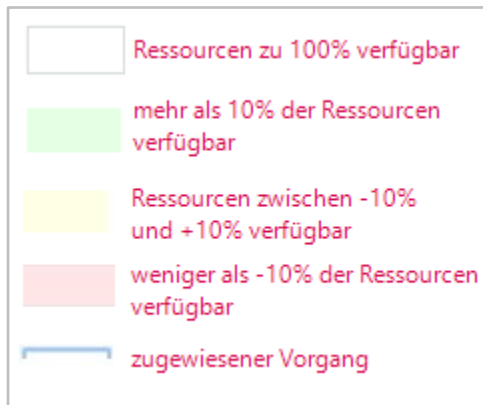 Ressourcen zu 100% verfügbar
mehr als 10% der Ressourcen
verfügbar
Ressourcen zwischen -10%
und +10% verfügbar
weniger als -10% der Ressourcen
verfügbar
zugewiesener Vorgang